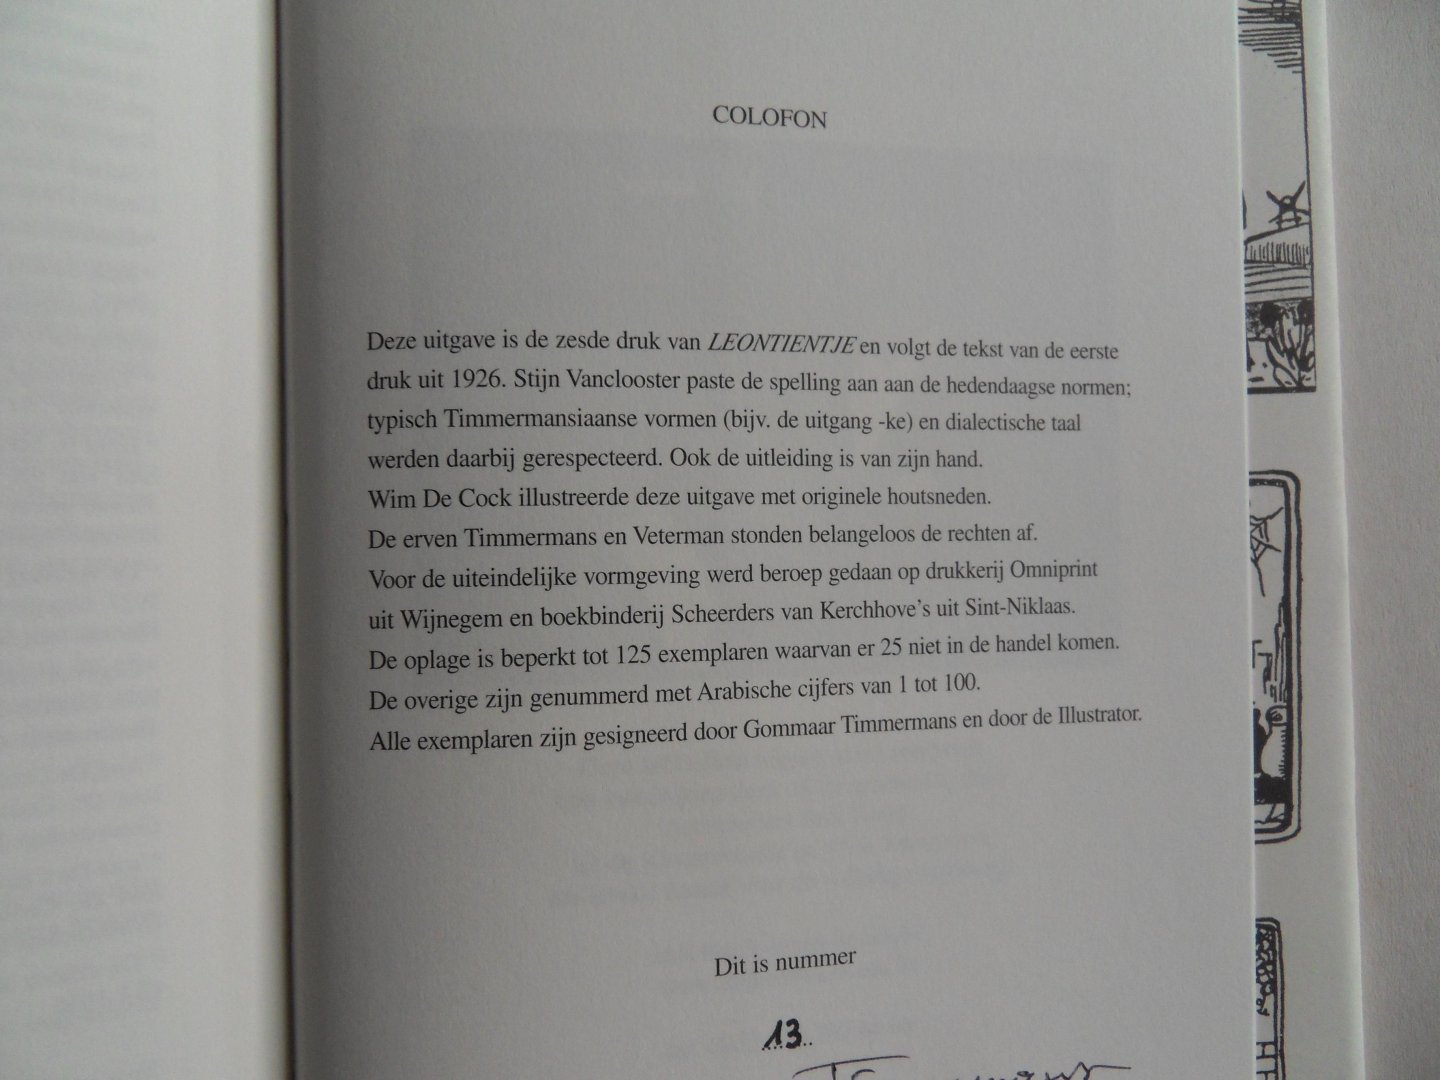 COLOFON
Deze uitgave is de zesde druk van LEONTIENTJE en volgt de tekst van de eerste
druk uit 1926. Stijn Vanclooster paste de spelling aan aan de hedendaagse normen;
typisch Timmermansiaanse vormen (bijv. de uitgang -ke) en dialectische taal
werden daarbij gerespecteerd. Ook de uitleiding is van zijn hand.
Wim De Cock illustreerde deze uitgave met originele houtsneden.
De erven Timmermans en Veterman stonden belangeloos de rechten af.
Voor de uiteindelijke vormgeving werd beroep gedaan op drukkerij Omniprint
uit Wijnegem en boekbinderij Scheerders van Kerchhove's uit Sint-Niklaas.
De oplage is beperkt tot 125 exemplaren waarvan er 25 niet in de handel komen.
De overige zijn genummerd met Arabische cijfers van 1 tot 100.
Alle exemplaren zijn gesigneerd door Gommaar Timmermans en door de Illustrator.
Dit is nummer
13